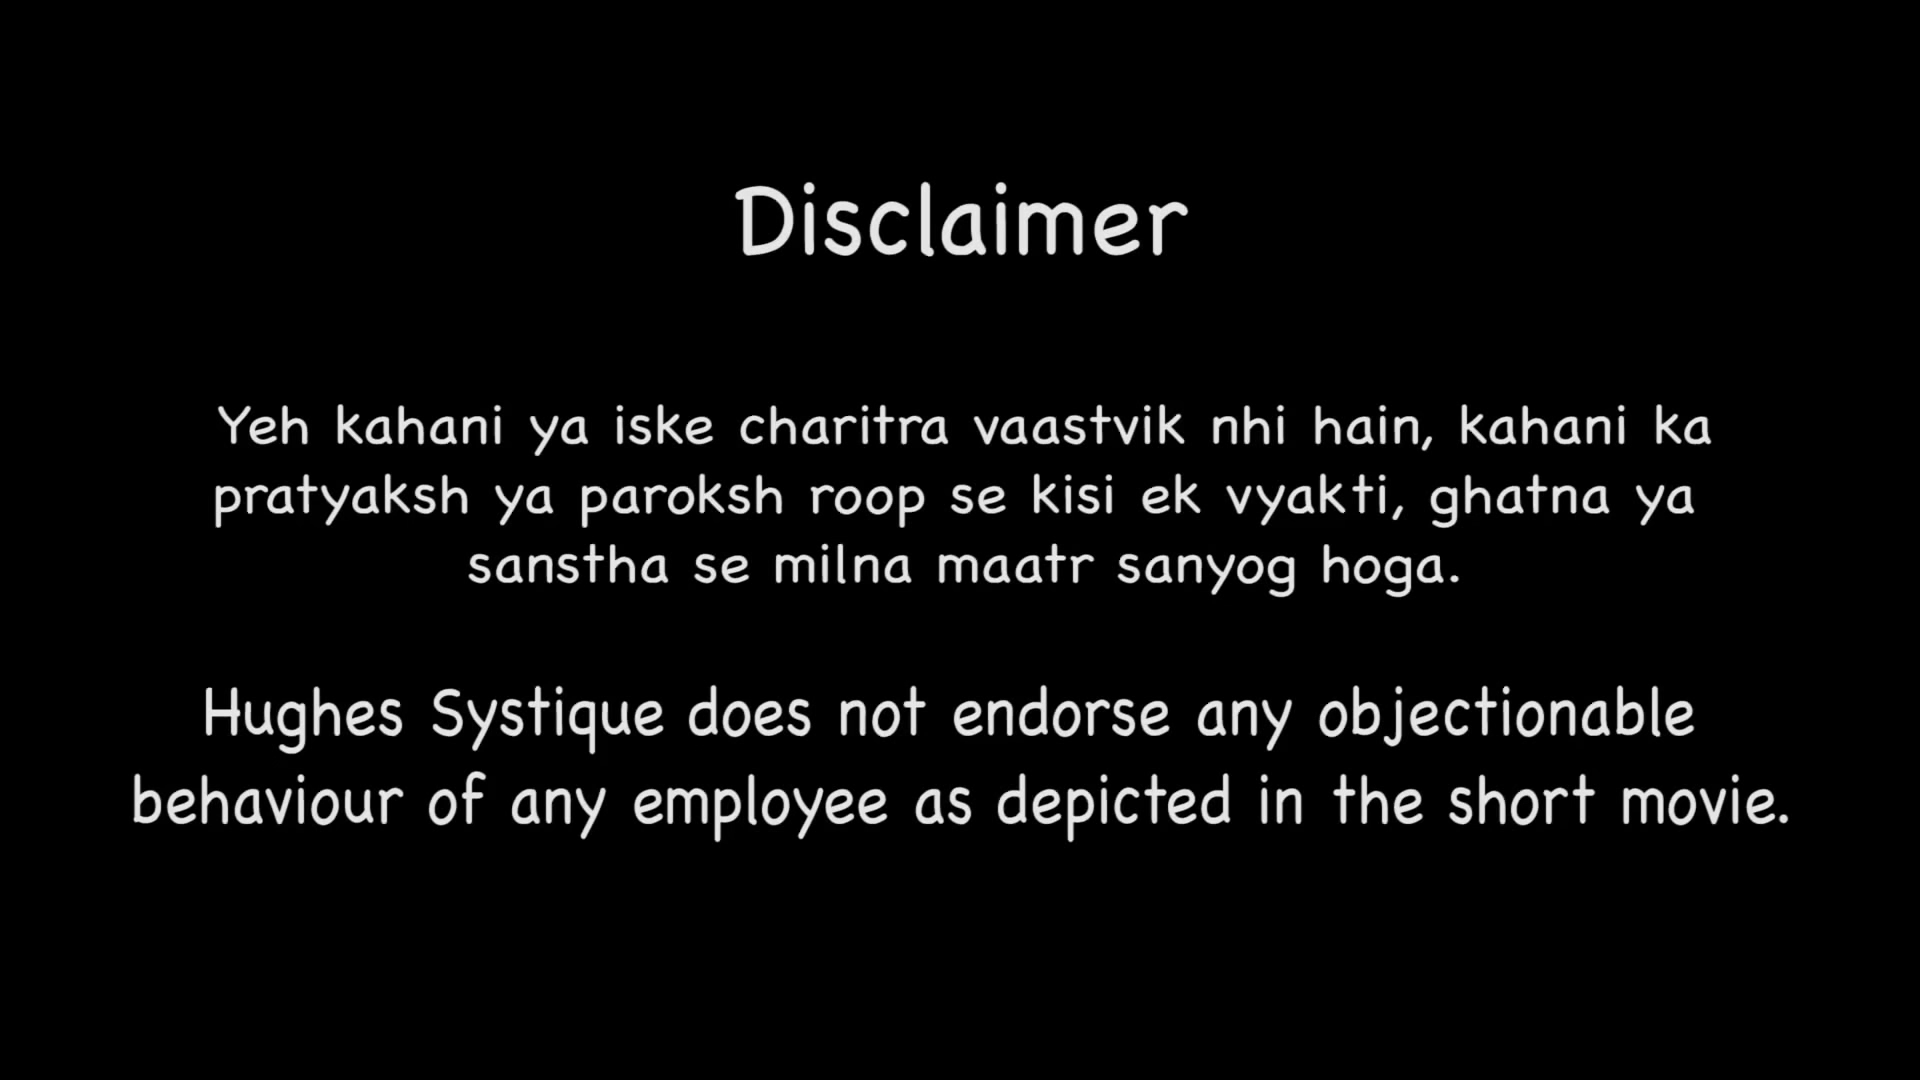 Disclaimer
Yeh kahani ya iske charitra vaastvik nhi hain, kahani ka
pratyaksh ya paroksh roop se kisi ek vyakti, ghatna ya
sanstha se milna maatr sanyog hoga.
Hughes Systique does not endorse any objectionable
behaviour of any employee as depicted in the short movie.